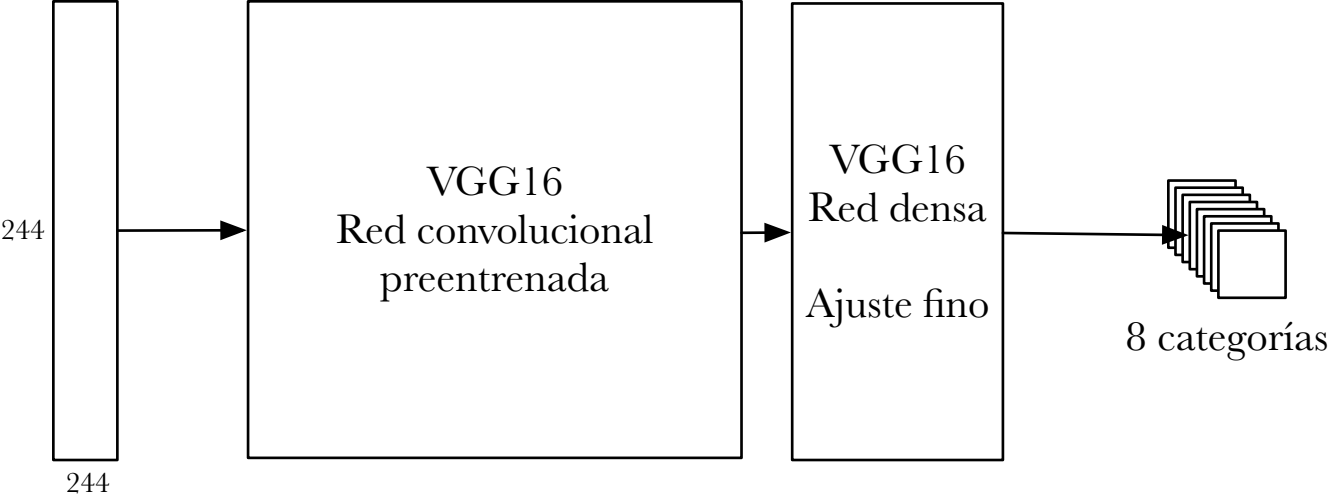 244
244
VGG16
Red convolucional
preentrenada
VGG16
Red densa
Ajuste fino
8 categorías